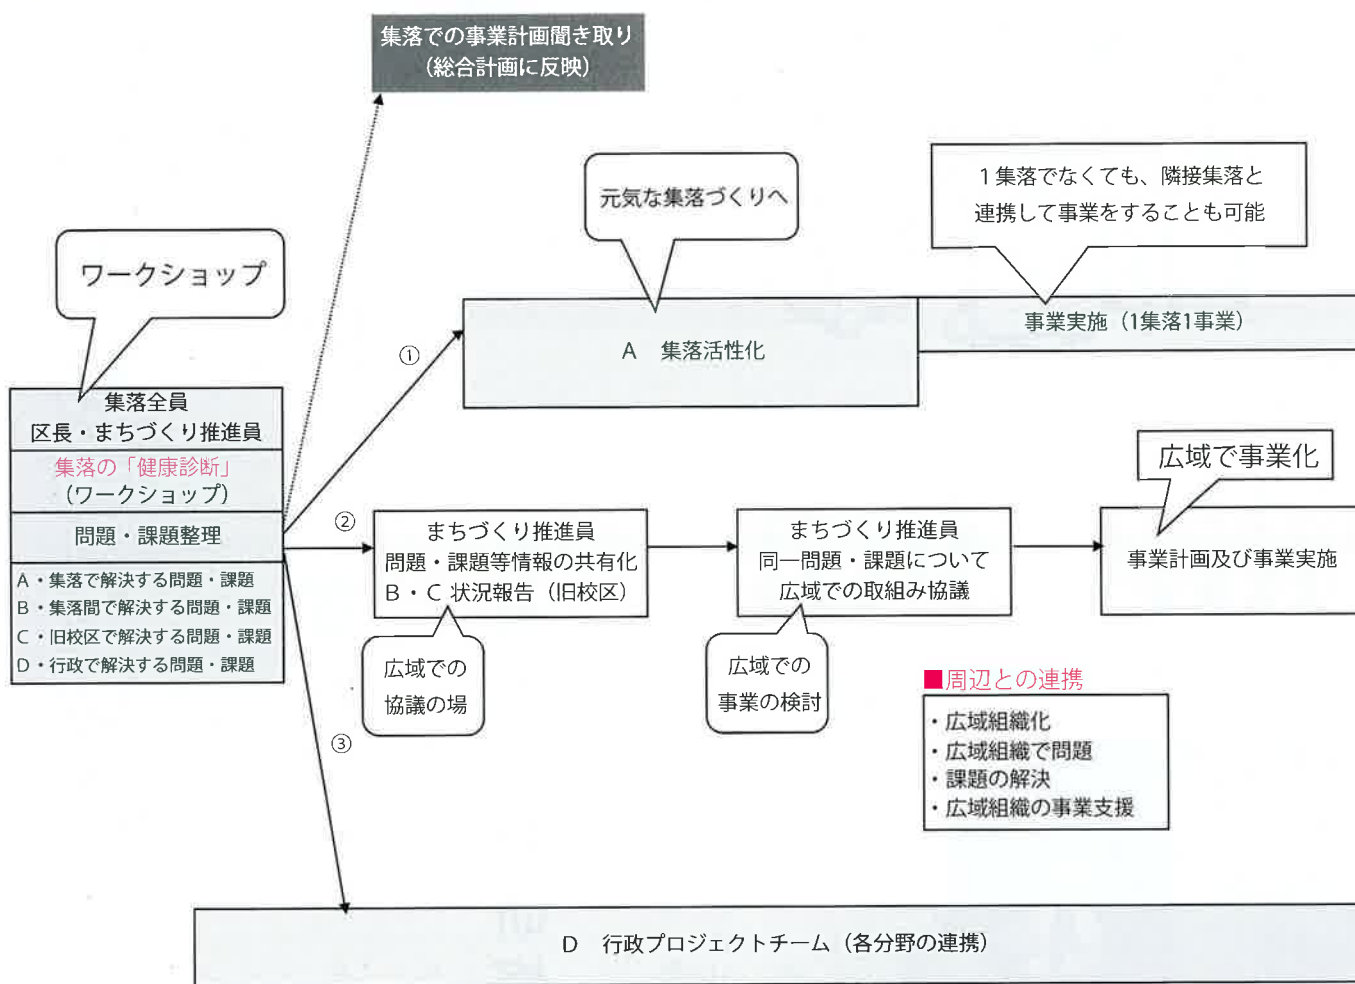 集落での事業計画聞き取り
（総合計画に反映）
元気な集落づくりへ
1集落でなくても、隣接集落と
連携して事業をすることも可能
ワークショップ
①
A　集落活性化
事業実施（1集落1事業）
集落全員
区長・まちづくり推進員
集落の「健康診断」
（ワークショップ）
問題・課題整理
A・集落で解決する問題・課題
B・集落間で解決する問題・課題
C・旧校区で解決する問題・課題
D・行政で解決する問題・課題
②
まちづくり推進員
問題・課題等情報の共有化
B・C 状況報告（旧校区）
広域での
協議の場
まちづくり推進員
同一問題・課題について
広域での取組み協議
広域での
事業の検討
広域で事業化
事業計画及び事業実施
■周辺との連携
・広域組織化
・広域組織で問題
・課題の解決
・広域組織の事業支援
③
D　行政プロジェクトチーム（各分野の連携）